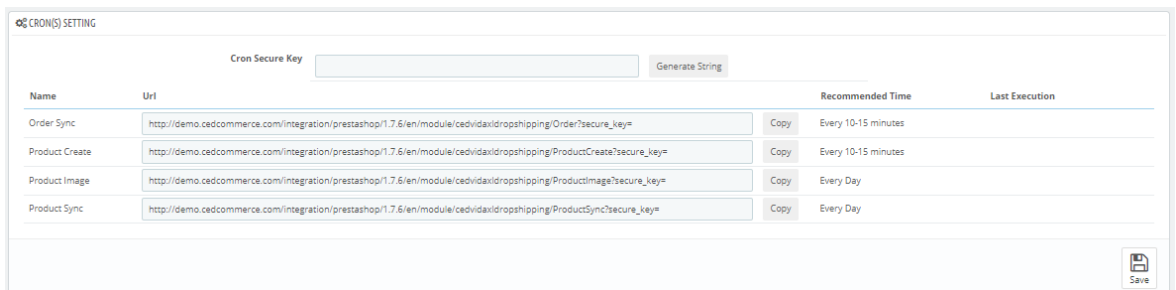 CRON(S) SETTING
Cron Secure Key Generate String
Name Url Recommended Time Last Execution
Order Sync http://demo.cedcommerce.com/integration/prestashop/1.7.6/en/module/cedvidaxldropshipping/Order?secure_key= Copy Every 10-15 minutes
Product Create http://demo.cedcommerce.com/integration/prestashop/1.7.6/en/module/cedvidaxldropshipping/ProductCreate?secure_key= Copy Every 10-15 minutes
Product Image http://demo.cedcommerce.com/integration/prestashop/1.7.6/en/module/cedvidaxldropshipping/ProductImage?secure_key= Copy Every Day
Product Sync http://demo.cedcommerce.com/integration/prestashop/1.7.6/en/module/cedvidaxldropshipping/ProductSync?secure_key= Copy Every Day
Save